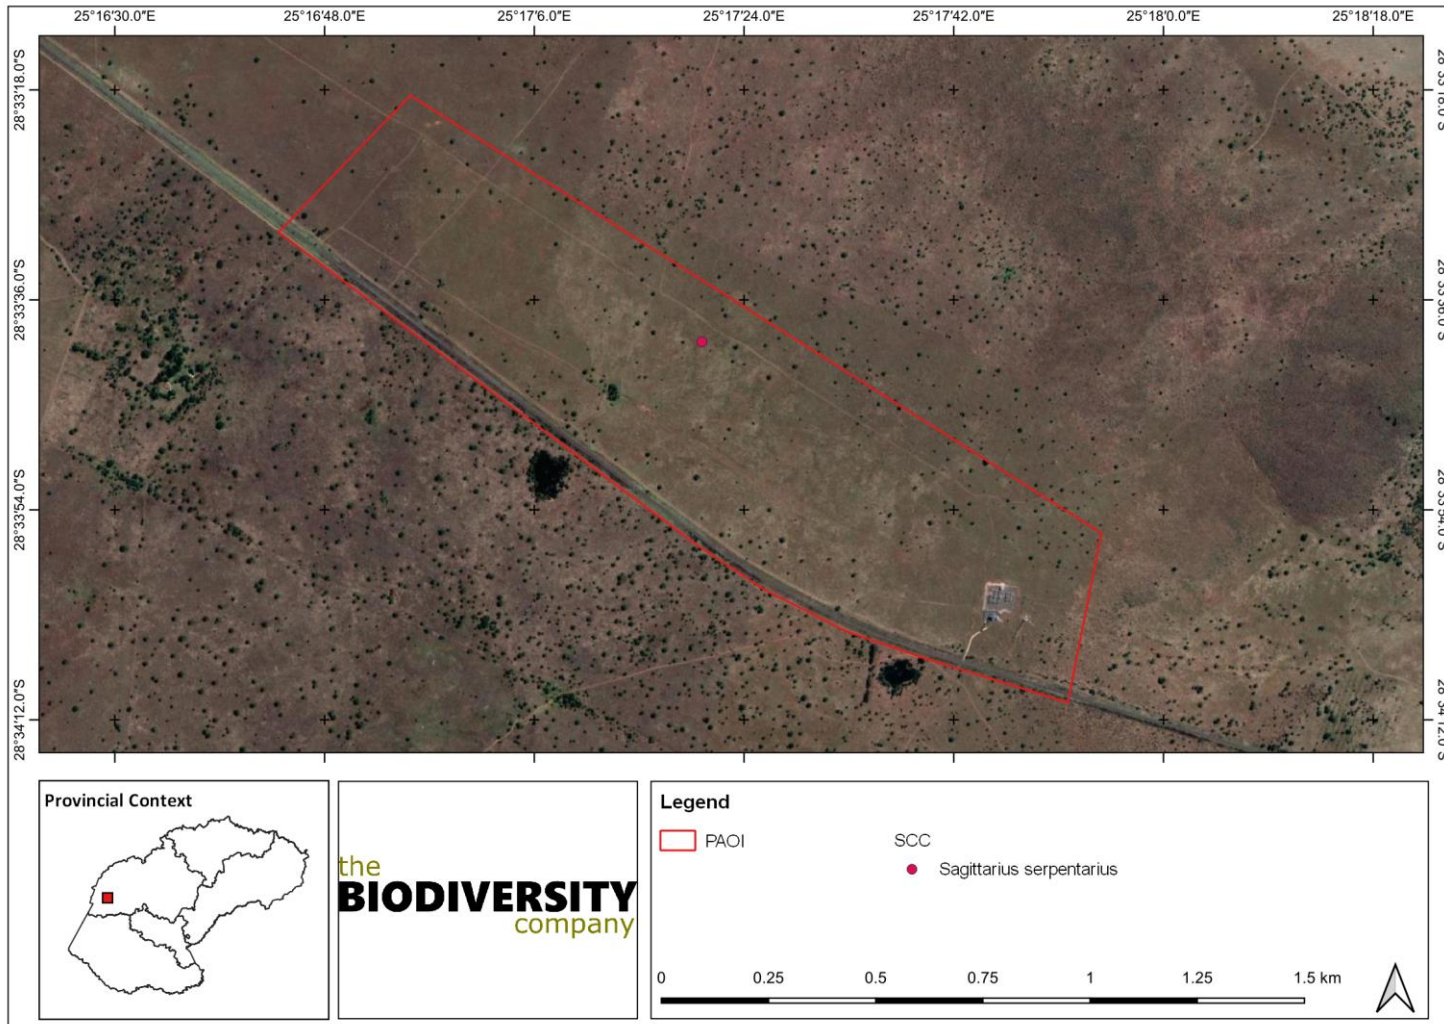 25°16'30.0"E 25°16'48.0"E 25°17'6.0"E 25°17'24.0"E 25°17'42.0"E 25°18'0.0"E 25°18'18.0"E
28°33'18.0"S
28°33'36.0"S
28°33'54.0"S
28°34'12.0"S
Provincial Context
the
BIODIVERSITY
company
Legend
PAOI
SCC
Sagittarius serpentarius
0 0.25 0.5 0.75 1 1.25 1.5 km